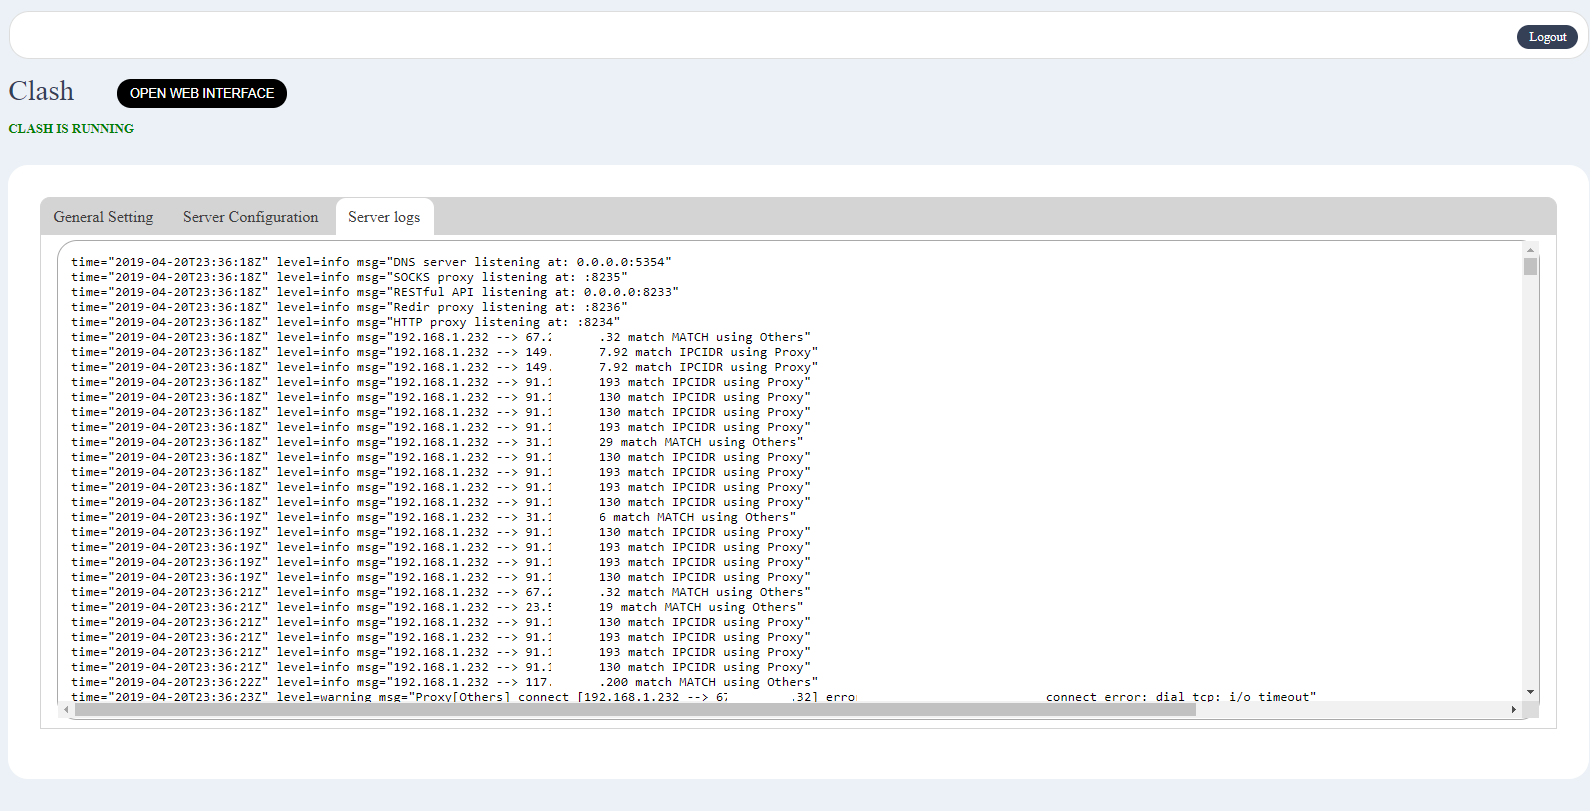 Logout
Clash
OPEN WEB INTERFACE
CLASH IS RUNNING
General Setting Server Configuration Server logs
time="2019-04-20T23:36:18Z" level=info msg="DNS server listening at: 0.0.0.0:5354"
time="2019-04-20T23:36:18Z" level=info msg="SOCKS proxy listening at: :8235"
time="2019-04-20T23:36:18Z" level=info msg="RESTful API listening at: 0.0.0.0:8233"
time="2019-04-20T23:36:18Z" level=info msg="Redir proxy listening at: :8236"
time="2019-04-20T23:36:18Z" level=info msg="HTTP proxy listening at: :8234"
time="2019-04-20T23:36:18Z" level=info msg="192.168.1.232 --> 67.2 .32 match MATCH using Others"
time="2019-04-20T23:36:18Z" level=info msg="192.168.1.232 --> 149. 7.92 match IPCIDR using Proxy"
time="2019-04-20T23:36:18Z" level=info msg="192.168.1.232 --> 149. 7.92 match IPCIDR using Proxy"
time="2019-04-20T23:36:18Z" level=info msg="192.168.1.232 --> 91.1 193 match IPCIDR using Proxy"
time="2019-04-20T23:36:18Z" level=info msg="192.168.1.232 --> 91.1 130 match IPCIDR using Proxy"
time="2019-04-20T23:36:18Z" level=info msg="192.168.1.232 --> 91.1 130 match IPCIDR using Proxy"
time="2019-04-20T23:36:18Z" level=info msg="192.168.1.232 --> 91.1 193 match IPCIDR using Proxy"
time="2019-04-20T23:36:18Z" level=info msg="192.168.1.232 --> 31.1 29 match MATCH using Others"
time="2019-04-20T23:36:18Z" level=info msg="192.168.1.232 --> 91.1 130 match IPCIDR using Proxy"
time="2019-04-20T23:36:18Z" level=info msg="192.168.1.232 --> 91.1 193 match IPCIDR using Proxy"
time="2019-04-20T23:36:18Z" level=info msg="192.168.1.232 --> 91.1 193 match IPCIDR using Proxy"
time="2019-04-20T23:36:18Z" level=info msg="192.168.1.232 --> 91.1 130 match IPCIDR using Proxy"
time="2019-04-20T23:36:19Z" level=info msg="192.168.1.232 --> 31.1 6 match MATCH using Others"
time="2019-04-20T23:36:19Z" level=info msg="192.168.1.232 --> 91.1 130 match IPCIDR using Proxy"
time="2019-04-20T23:36:19Z" level=info msg="192.168.1.232 --> 91.1 193 match IPCIDR using Proxy"
time="2019-04-20T23:36:19Z" level=info msg="192.168.1.232 --> 91.1 193 match IPCIDR using Proxy"
time="2019-04-20T23:36:19Z" level=info msg="192.168.1.232 --> 91.1 130 match IPCIDR using Proxy"
time="2019-04-20T23:36:21Z" level=info msg="192.168.1.232 --> 67.2 .32 match MATCH using Others"
time="2019-04-20T23:36:21Z" level=info msg="192.168.1.232 --> 23.5 19 match MATCH using Others"
time="2019-04-20T23:36:21Z" level=info msg="192.168.1.232 --> 91.1 130 match IPCIDR using Proxy"
time="2019-04-20T23:36:21Z" level=info msg="192.168.1.232 --> 91.1 193 match IPCIDR using Proxy"
time="2019-04-20T23:36:21Z" level=info msg="192.168.1.232 --> 91.1 193 match IPCIDR using Proxy"
time="2019-04-20T23:36:21Z" level=info msg="192.168.1.232 --> 91.1 130 match IPCIDR using Proxy"
time="2019-04-20T23:36:22Z" level=info msg="192.168.1.232 --> 117. .200 match MATCH using Others"
time="2019-04-20T23:36:23Z" level=warning msg="Proxy[Others] connect [192.168.1.232 --> 67 .32] error connect error: dial tcp: i/o timeout"